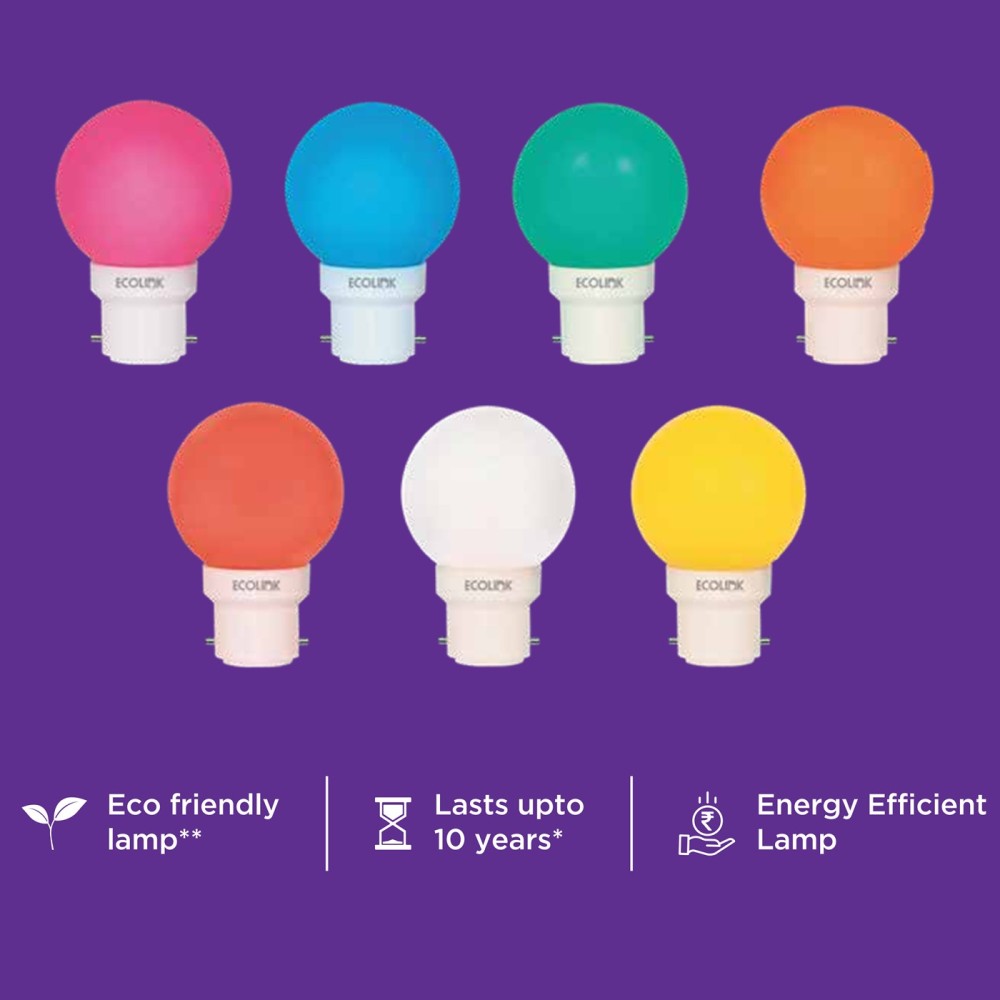 ECOLINK ECOLINK ECOLINK ECOLINK
ECOLINK ECOLINK ECOLINK
Eco friendly
lamp**
Lasts upto
10 years*
₹
Energy Efficient
Lamp